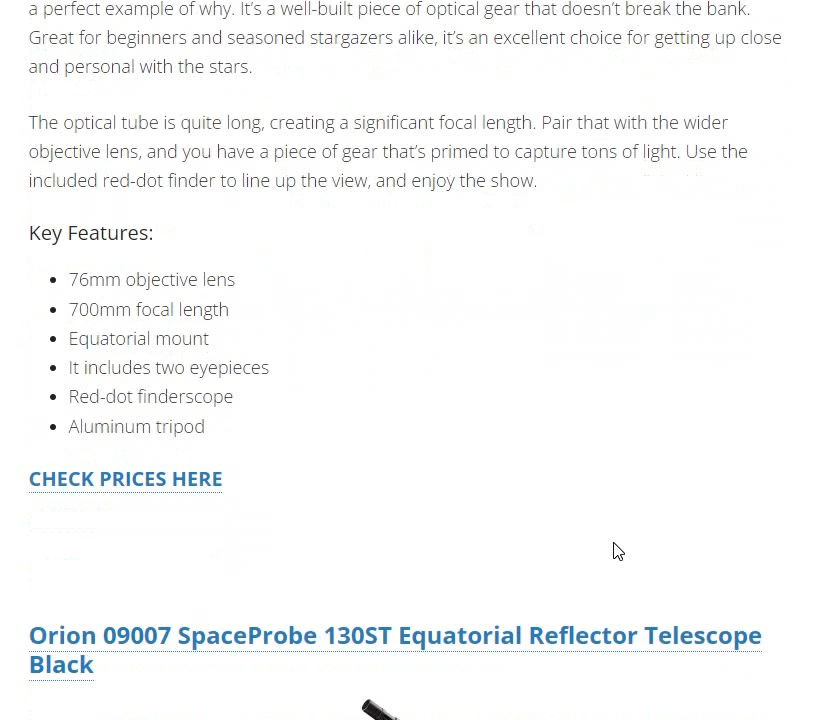 a perfect example of why. It’s a well-built piece of optical gear that doesn’t break the bank.
Great for beginners and seasoned stargazers alike, it’s an excellent choice for getting up close
and personal with the stars.
The optical tube is quite long, creating a significant focal length. Pair that with the wider
objective lens, and you have a piece of gear that’s primed to capture tons of light. Use the
included red-dot finder to line up the view, and enjoy the show.
Key Features:
76mm objective lens
700mm focal length
Equatorial mount
It includes two eyepieces
Red-dot finderscope
Aluminum tripod
CHECK PRICES HERE
Orion 09007 SpaceProbe 130ST Equatorial Reflector Telescope
Black